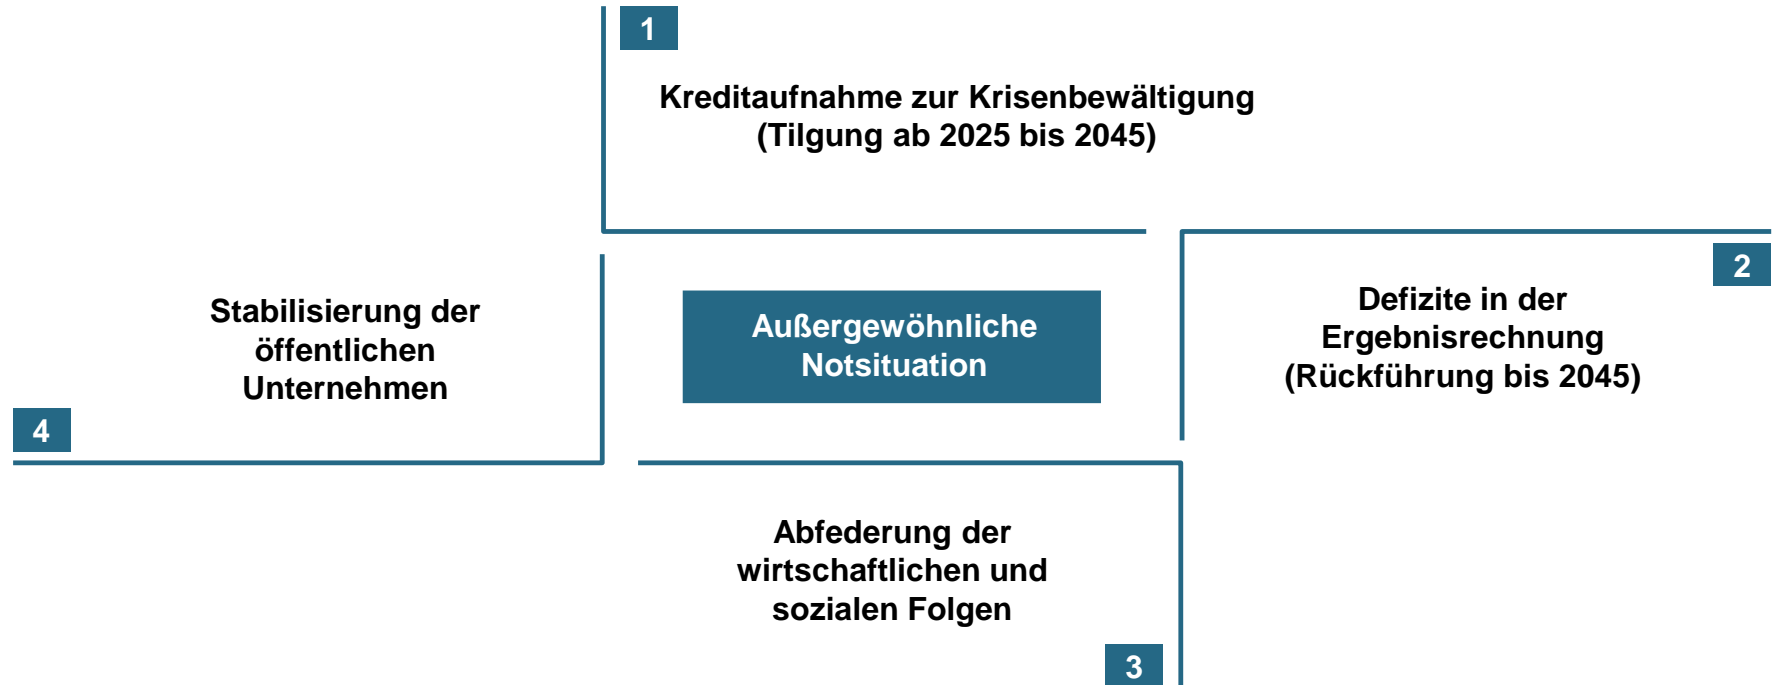 1
Kreditaufnahme zur Krisenbewältigung
(Tilgung ab 2025 bis 2045)
2
Defizite in der
Ergebnisrechnung
(Rückführung bis 2045)
Außergewöhnliche
Notsituation
Stabilisierung der
öffentlichen
Unternehmen
4
Abfederung der
wirtschaftlichen und
sozialen Folgen
3